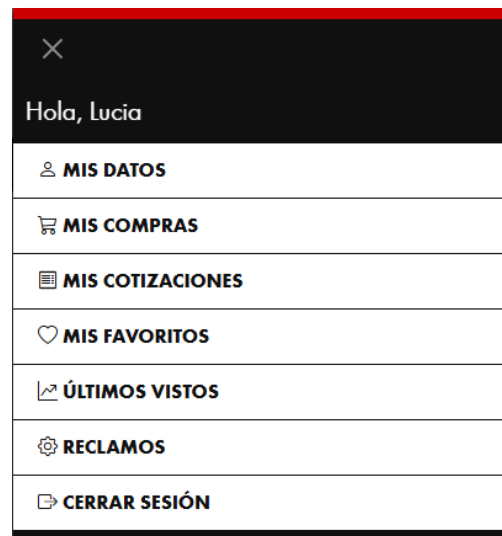 Hola, Lucia
MIS DATOS
MIS COMPRAS
MIS COTIZACIONES
MIS FAVORITOS
ÚLTIMOS VISTOS
RECLAMOS
CERRAR SESIÓN